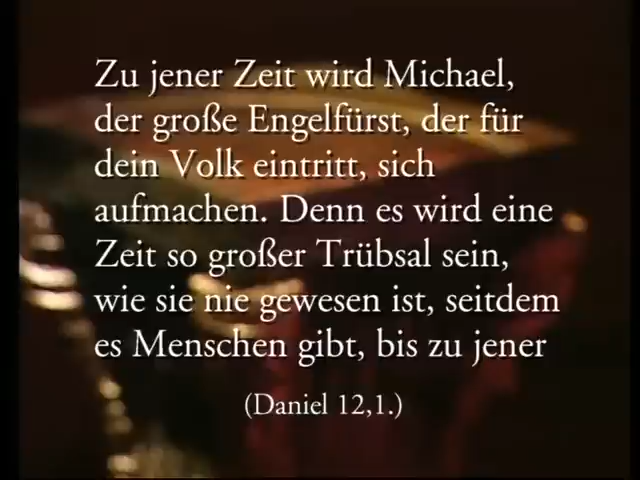 Zu jener Zeit wird Michael,
der große Engelfürst, der für
dein Volk eintritt, sich
aufmachen. Denn es wird eine
Zeit so großer Trübsal sein,
wie sie nie gewesen ist, seitdem
es Menschen gibt, bis zu jener
(Daniel 12,1.)